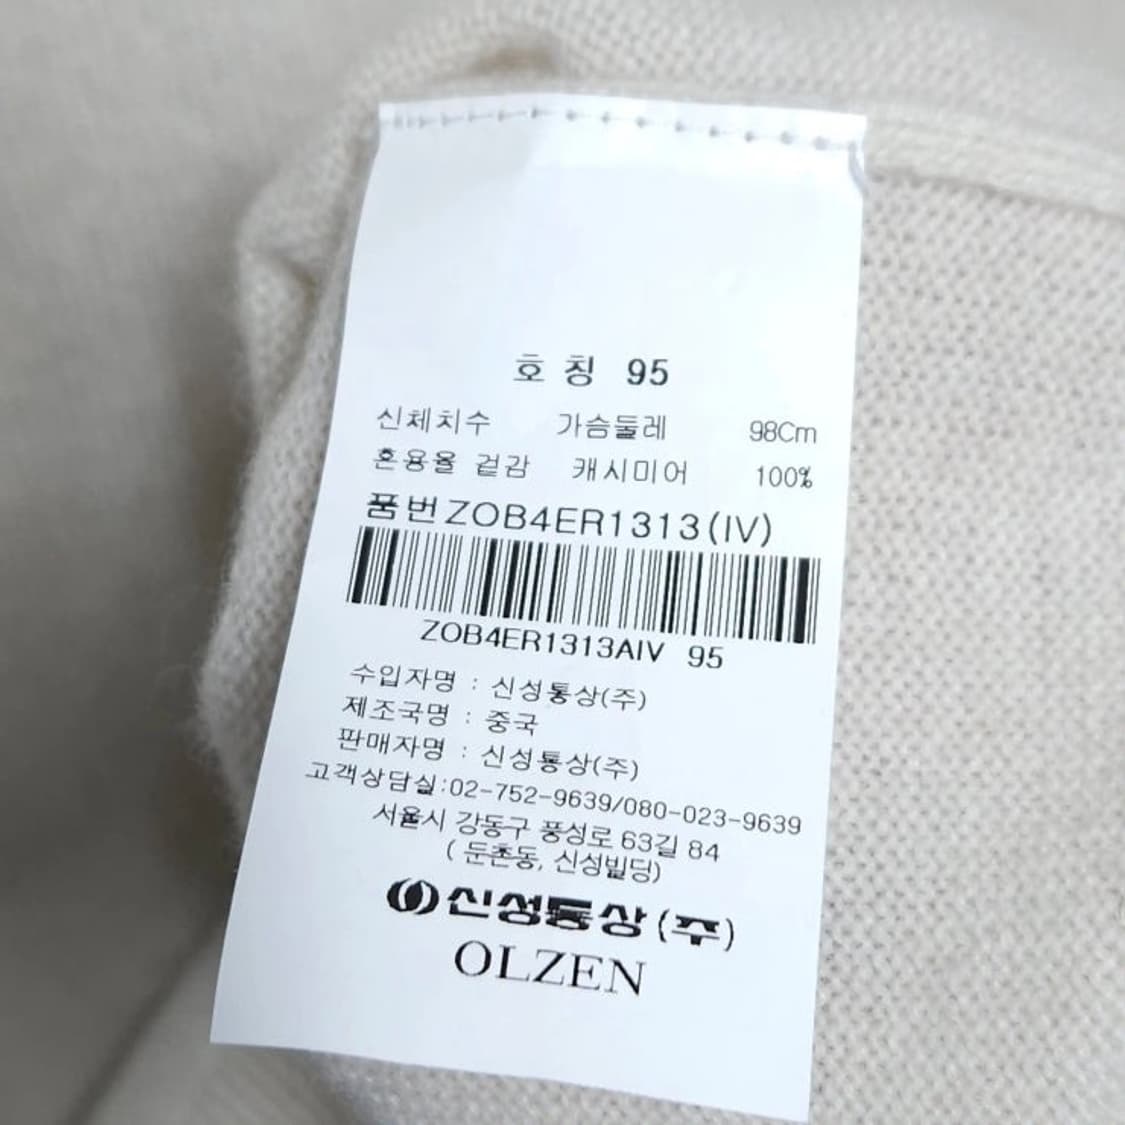 호 칭 95
신체치수 가슴둘레 98Cm
혼용율 겉감 캐시미어 100%
품번ZOB4ER1313(IV)
ZOB4ER1313AIV 95
수입자명 : 신성통상(주)
제조국명 : 중국
판매자명 : 신성통상(주)
고객상담실:02-752-9639/080-023-9639
서울시 강동구 풍성로 63길 84
( 둔촌동, 신성빌딩)
신성통상(주)
OLZEN